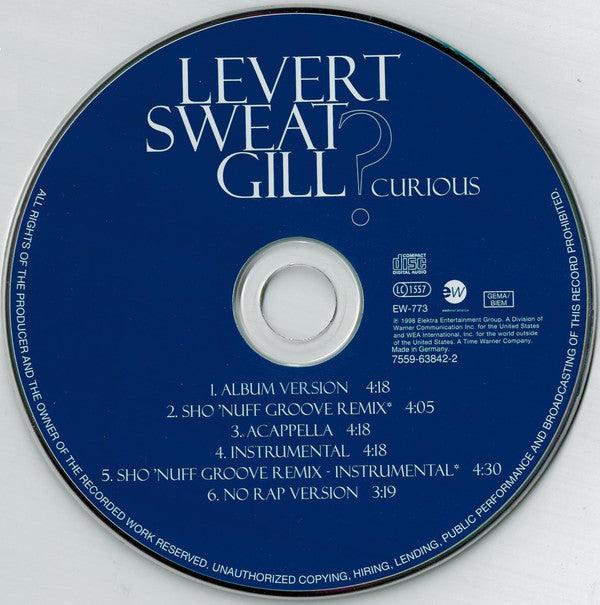 LEVERT
SWEAT
GILL ? CURIOUS
COMPACT
disc
DIGITAL AUDIO
LC 1557
ew
GEMA/
BIEM
EW-773
℗ 1998 Elektra Entertainment Group. A Division of
Warner Communication Inc. for the United States
and WEA International, Inc. for the world outside
of the United States. A Time Warner Company.
Made in Germany.
7559-63842-2
1. ALBUM VERSION 4:18
2. SHO 'NUFF GROOVE REMIX* 4:05
3. ACAPPELLA 4:18
4. INSTRUMENTAL 4:18
5. SHO 'NUFF GROOVE REMIX - INSTRUMENTAL* 4:30
6. NO RAP VERSION 3:19
ALL RIGHTS OF THE PRODUCER AND THE OWNER OF THE RECORDED WORK RESERVED. UNAUTHORIZED COPYING, HIRING, LENDING, PUBLIC PERFORMANCE AND BROADCASTING OF THIS RECORD PROHIBITED.